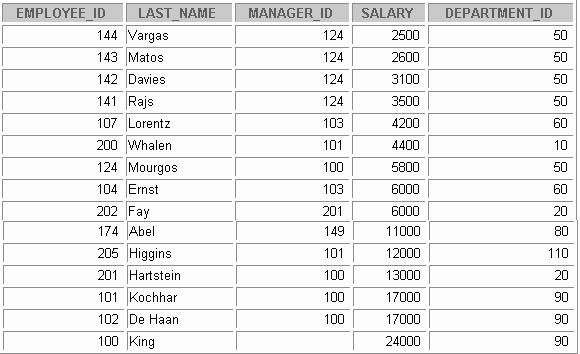 EMPLOYEE_ID LAST_NAME MANAGER_ID SALARY DEPARTMENT_ID
144 Vargas 124 2500 50
143 Matos 124 2600 50
142 Davies 124 3100 50
141 Rajs 124 3500 50
107 Lorentz 103 4200 60
200 Whalen 101 4400 10
124 Mourgos 100 5800 50
104 Ernst 103 6000 60
202 Fay 201 6000 20
174 Abel 149 11000 80
205 Higgins 101 12000 110
201 Hartstein 100 13000 20
101 Kochhar 100 17000 90
102 De Haan 100 17000 90
100 King 24000 90